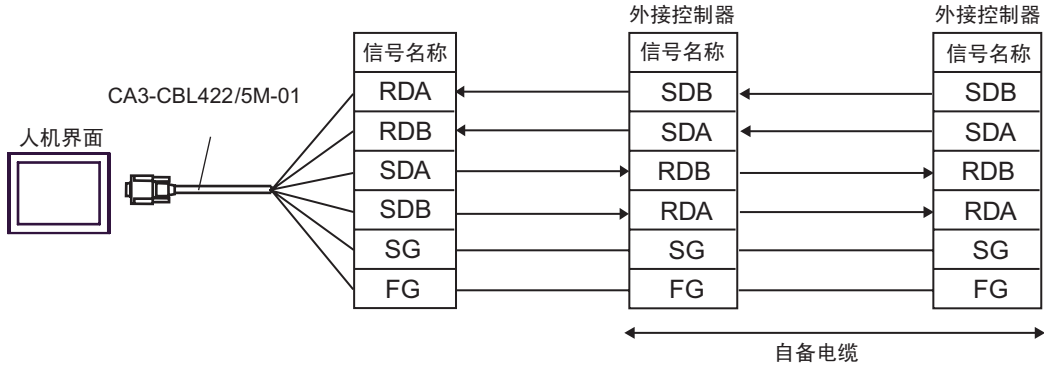 外接控制器 外接控制器
信号名称 信号名称 信号名称
CA3-CBL422/5M-01
人机界面
RDA SDB SDB
RDB SDA SDA
SDA RDB RDB
SDB RDA RDA
SG SG SG
FG FG FG
自备电缆